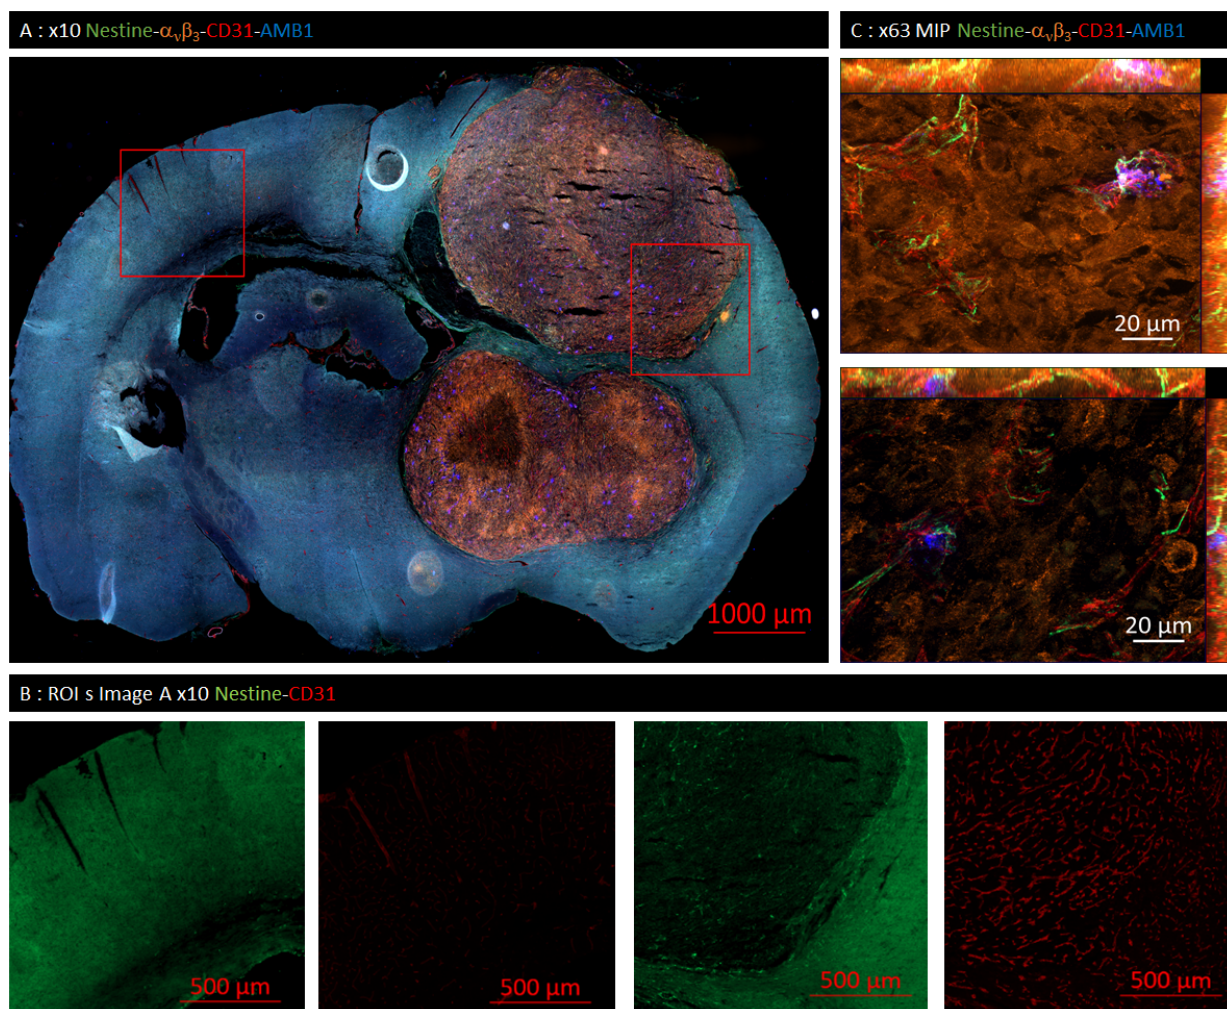 A : x10 Nestine-αvβ3-CD31-AMB1
C : x63 MIP Nestine-αvβ3-CD31-AMB1
20 µm
1000 µm
20 µm
B : ROI s Image A x10 Nestine-CD31
500 µm
500 µm
500 µm
500 µm